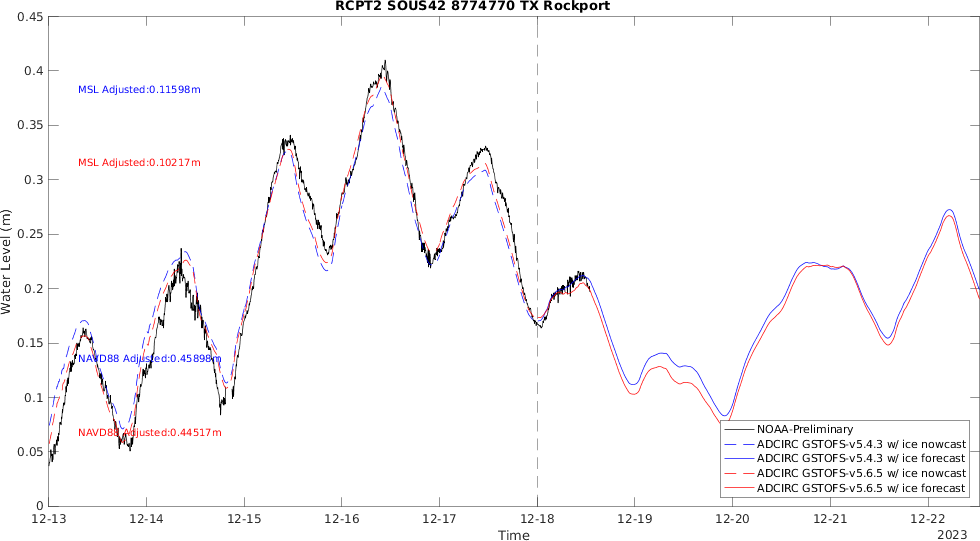 RCPT2 SOUS42 8774770 TX Rockport
0.45
0.4
0.35
0.3
0.25
0.2
0.15
0.1
0.05
0
Water Level (m)
MSL Adjusted:0.11598m
MSL Adjusted:0.10217m
NAVD88 Adjusted:0.45898m
NAVD88 Adjusted:0.44517m
NOAA-Preliminary
ADCIRC GSTOFS-v5.4.3 w/ ice nowcast
ADCIRC GSTOFS-v5.4.3 w/ ice forecast
ADCIRC GSTOFS-v5.6.5 w/ ice nowcast
ADCIRC GSTOFS-v5.6.5 w/ ice forecast
12-13 12-14 12-15 12-16 12-17 12-18 12-19 12-20 12-21 12-22
Time
2023